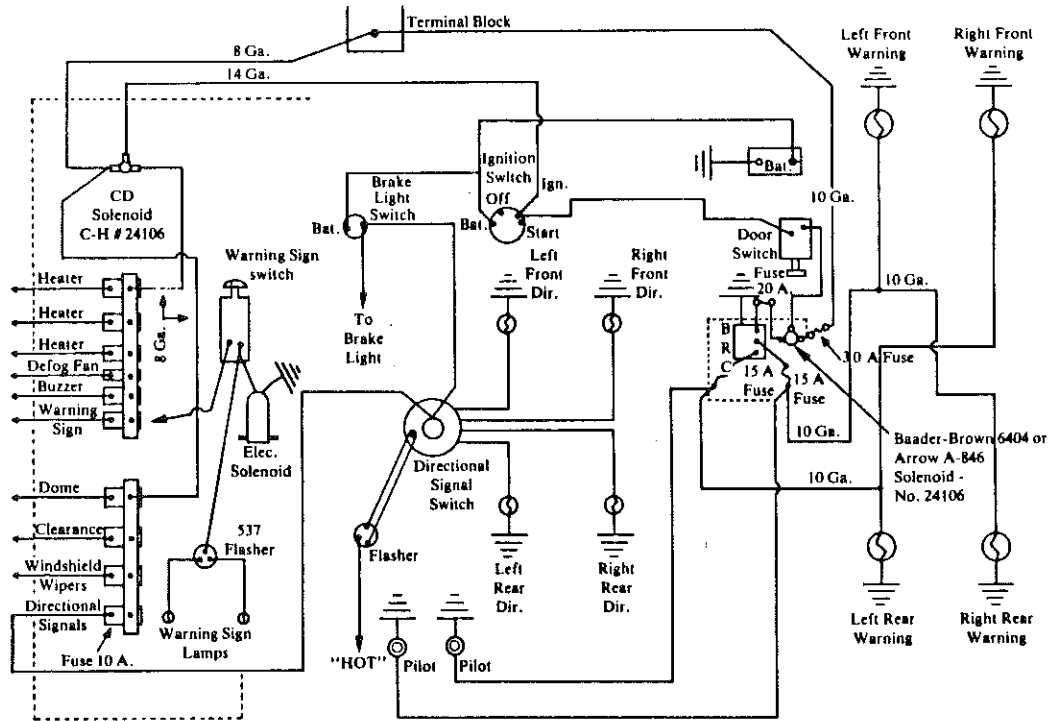 Terminal Block
8 Ga.
14 Ga.
Left Front
Warning
Right Front
Warning
CD
Solenoid
C-H # 24106
Brake
Light
Switch
Bat.
Ignition
Switch
Off
Ign.
Bat.
Start
Bat.
10 Ga.
Door
Switch
Fuse
20 A
Warning Sign
switch
Left
Front
Dir.
Right
Front
Dir.
10 Ga.
Heater
Heater
Heater
Defog Fan
Buzzer
Warning
Sign
8 Ga.
To
Brake
Light
B
R
C
15 A
Fuse
15 A
Fuse
30 A Fuse
10 Ga.
Elec.
Solenoid
Directional
Signal
Switch
Baader-Brown 6404 or
Arrow A-846
Solenoid -
No. 24106
10 Ga.
Dome
Clearance
Windshield
Wipers
Directional
Signals
537
Flasher
Flasher
Left
Rear
Dir.
Right
Rear
Dir.
Left Rear
Warning
Right Rear
Warning
Warning Sign
Lamps
Fuse 10 A.
"HOT"
Pilot
Pilot